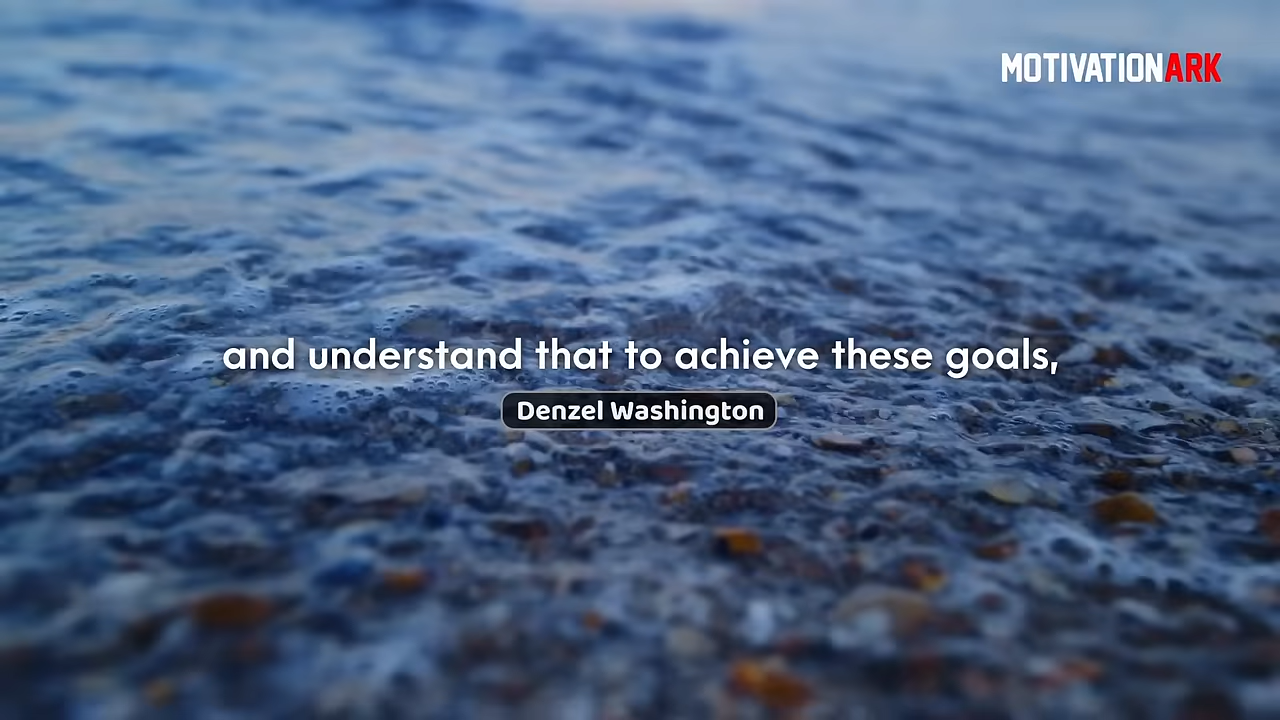 MOTIVATIONARK
and understand that to achieve these goals,
Denzel Washington